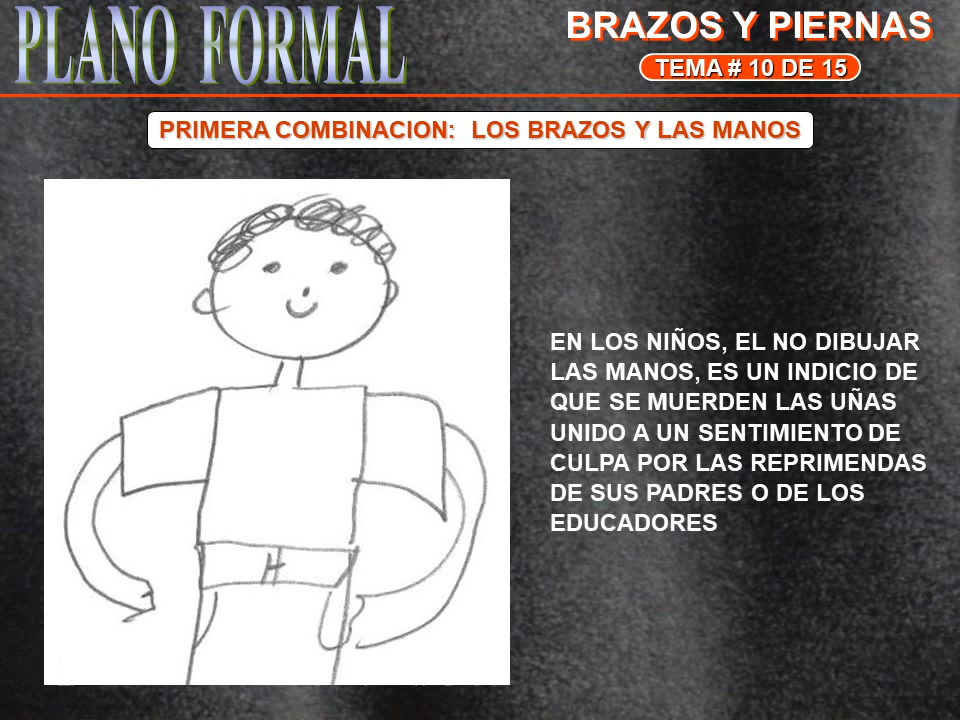 PLANO FORMAL
BRAZOS Y PIERNAS
TEMA # 10 DE 15
PRIMERA COMBINACION: LOS BRAZOS Y LAS MANOS
EN LOS NIÑOS, EL NO DIBUJAR
LAS MANOS, ES UN INDICIO DE
QUE SE MUERDEN LAS UÑAS
UNIDO A UN SENTIMIENTO DE
CULPA POR LAS REPRIMENDAS
DE SUS PADRES O DE LOS
EDUCADORES